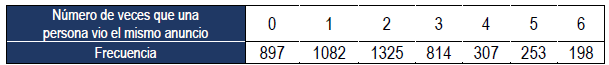 Número de veces que una persona vio el mismo anuncio 0 1 2 3 4 5 6
Frecuencia 897 1082 1325 814 307 253 198